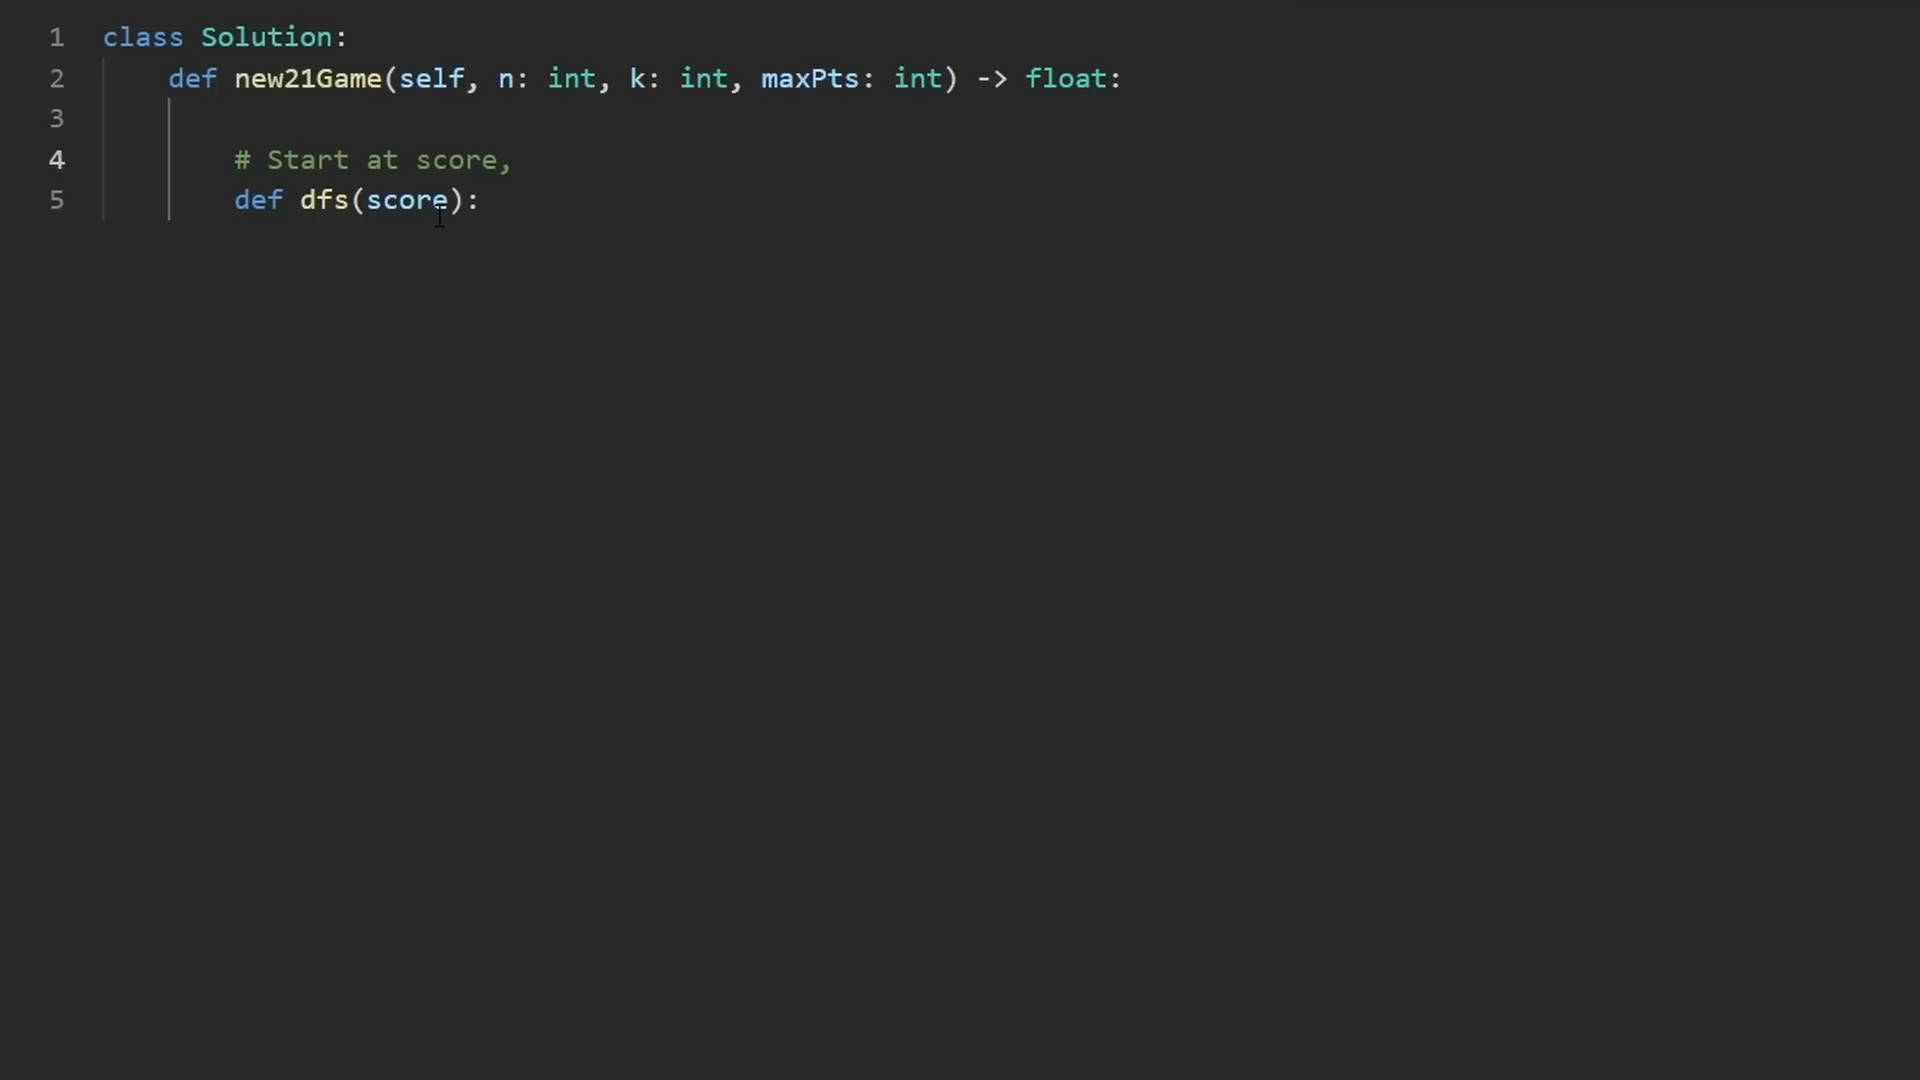 1 class Solution:
2 def new21Game(self, n: int, k: int, maxPts: int) -> float:
3
4 # Start at score,
5 def dfs(score):